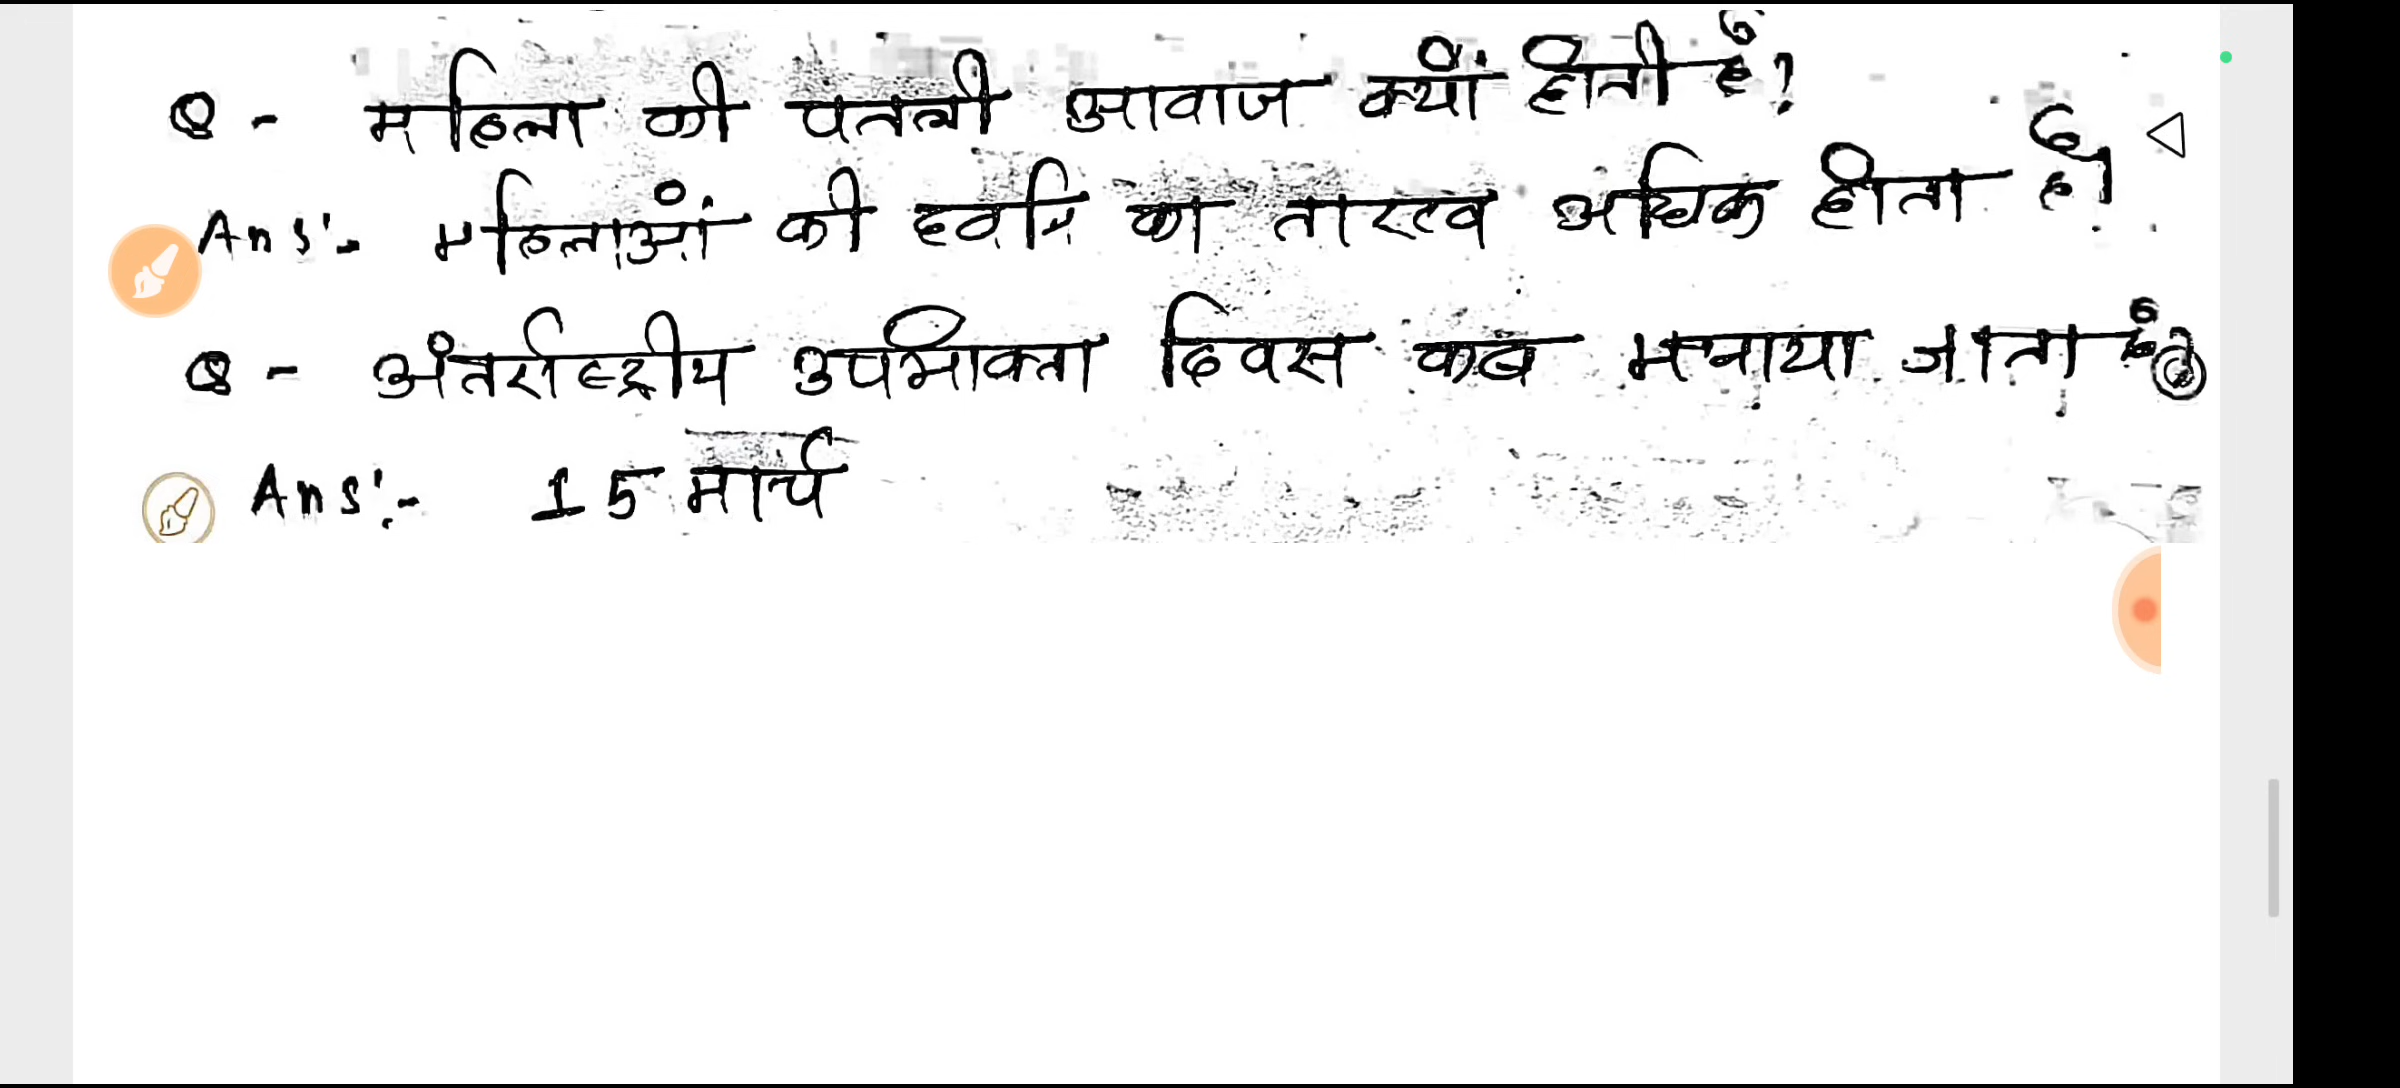 Q - महिला की पतली आवाज क्यों होती है?
Ans:- महिलाओं की ध्वनि का तारत्व अधिक होता है।
Q - अंतर्राष्ट्रीय उपभोक्ता दिवस कब मनाया जाता है?
Ans:- 15 मार्च